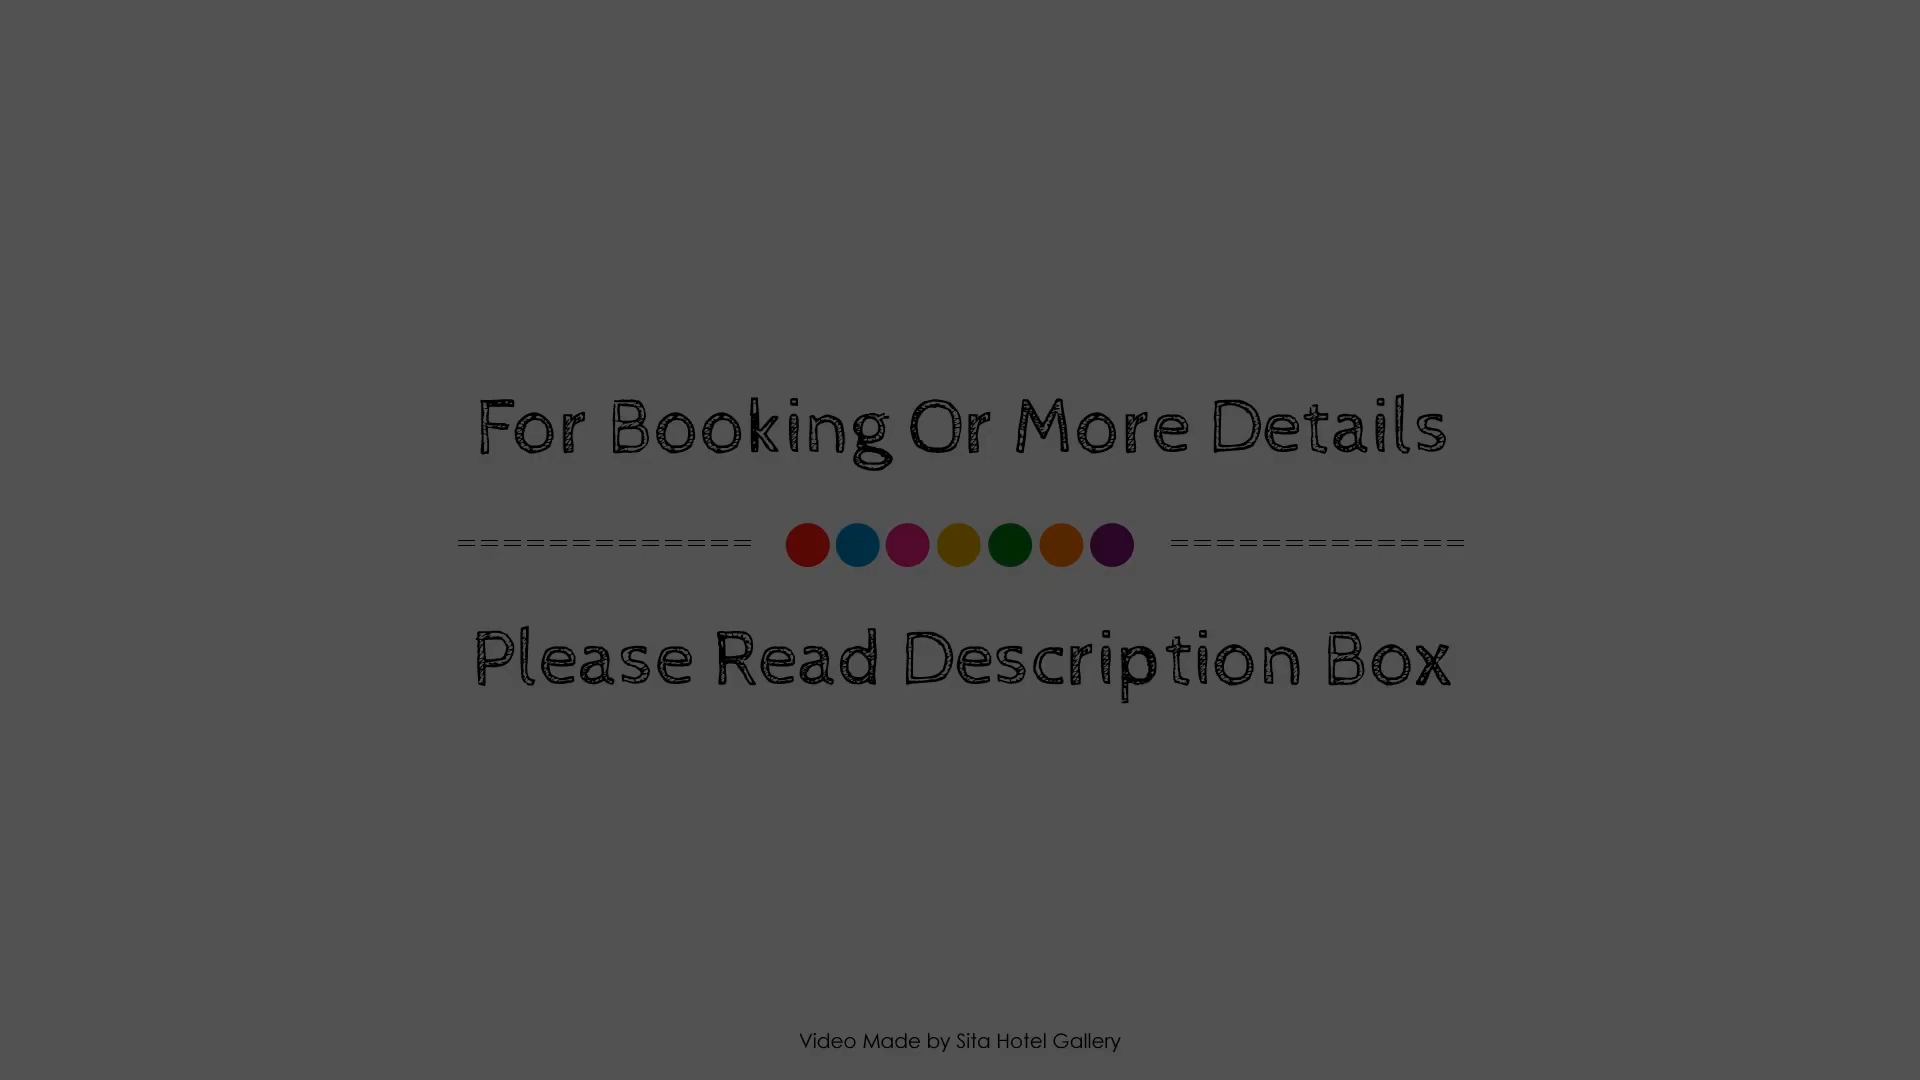 For Booking Or More Details
============= =============
Please Read Description Box
Video Made by Sita Hotel Gallery